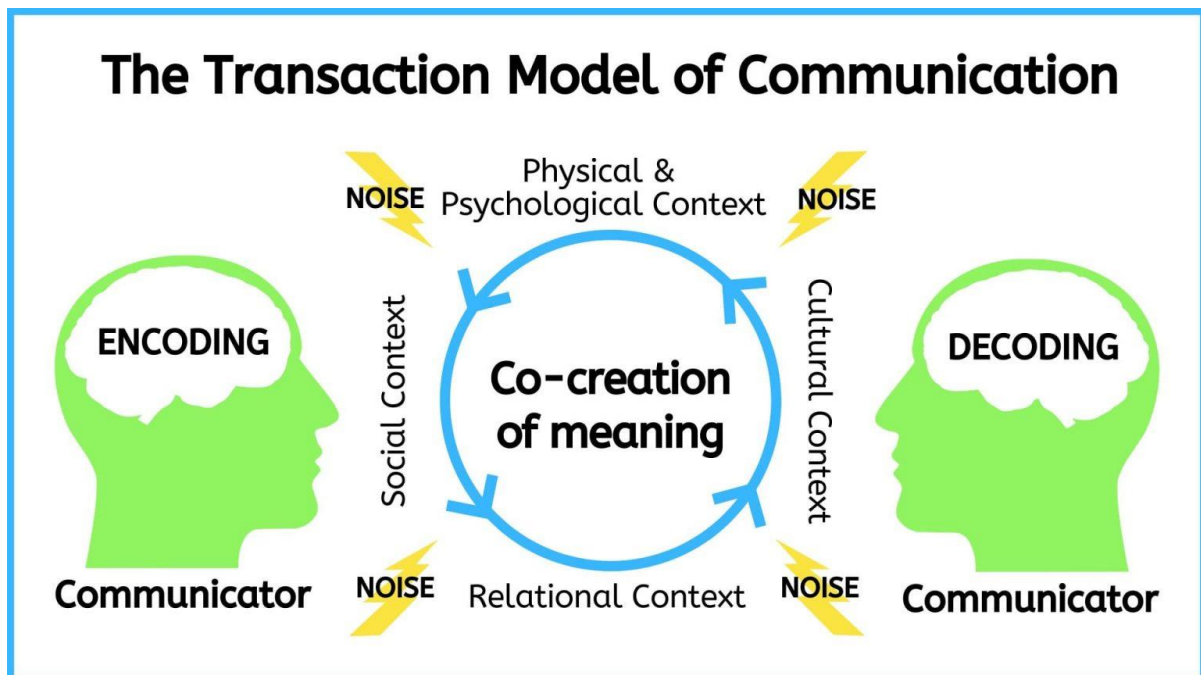 The Transaction Model of Communication
NOISE
Physical &
Psychological Context
NOISE
ENCODING
Social Context
Co-creation
of meaning
Cultural Context
DECODING
Communicator
NOISE
Relational Context
NOISE
Communicator